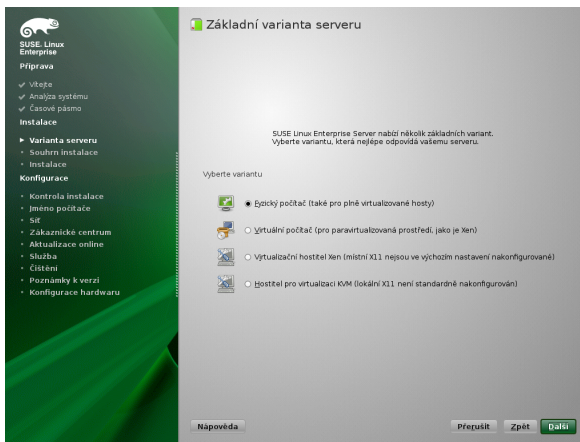 SUSE. Linux
Enterprise
Příprava
Vítejte
Analýza systému
Časové pásmo
Instalace
Varianta serveru
Souhrn instalace
Instalace
Konfigurace
Kontrola instalace
Jméno počítače
Síť
Zákaznické centrum
Aktualizace online
Služba
Čištění
Poznámky k verzi
Konfigurace hardwaru
Základní varianta serveru
SUSE Linux Enterprise Server nabízí několik základních variant.
Vyberte variantu, která nejlépe odpovídá vašemu serveru.
Vyberte variantu
Fyzický počítač (také pro plně virtualizované hosty)
Virtuální počítač (pro paravirtualizovaná prostředí, jako je Xen)
Virtualizační hostitel Xen (místní X11 nejsou ve výchozím nastavení nakonfigurované)
Hostitel pro virtualizaci KVM (lokální X11 není standardně nakonfigurován)
Nápověda
Přerušit
Zpět
Další